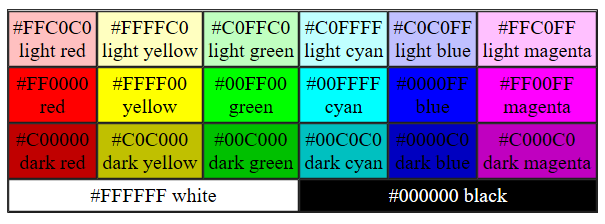 #FFC0C0 #FFFFC0 #C0FFC0 #C0FFFF #C0C0FF #FFC0FF
light red light yellow light green light cyan light blue light magenta
#FF0000 #FFFF00 #00FF00 #00FFFF #0000FF #FF00FF
red yellow green cyan blue magenta
#C00000 #C0C000 #00C000 #00C0C0 #0000C0 #C000C0
dark red dark yellow dark green dark cyan dark blue dark magenta
#FFFFFF white #000000 black